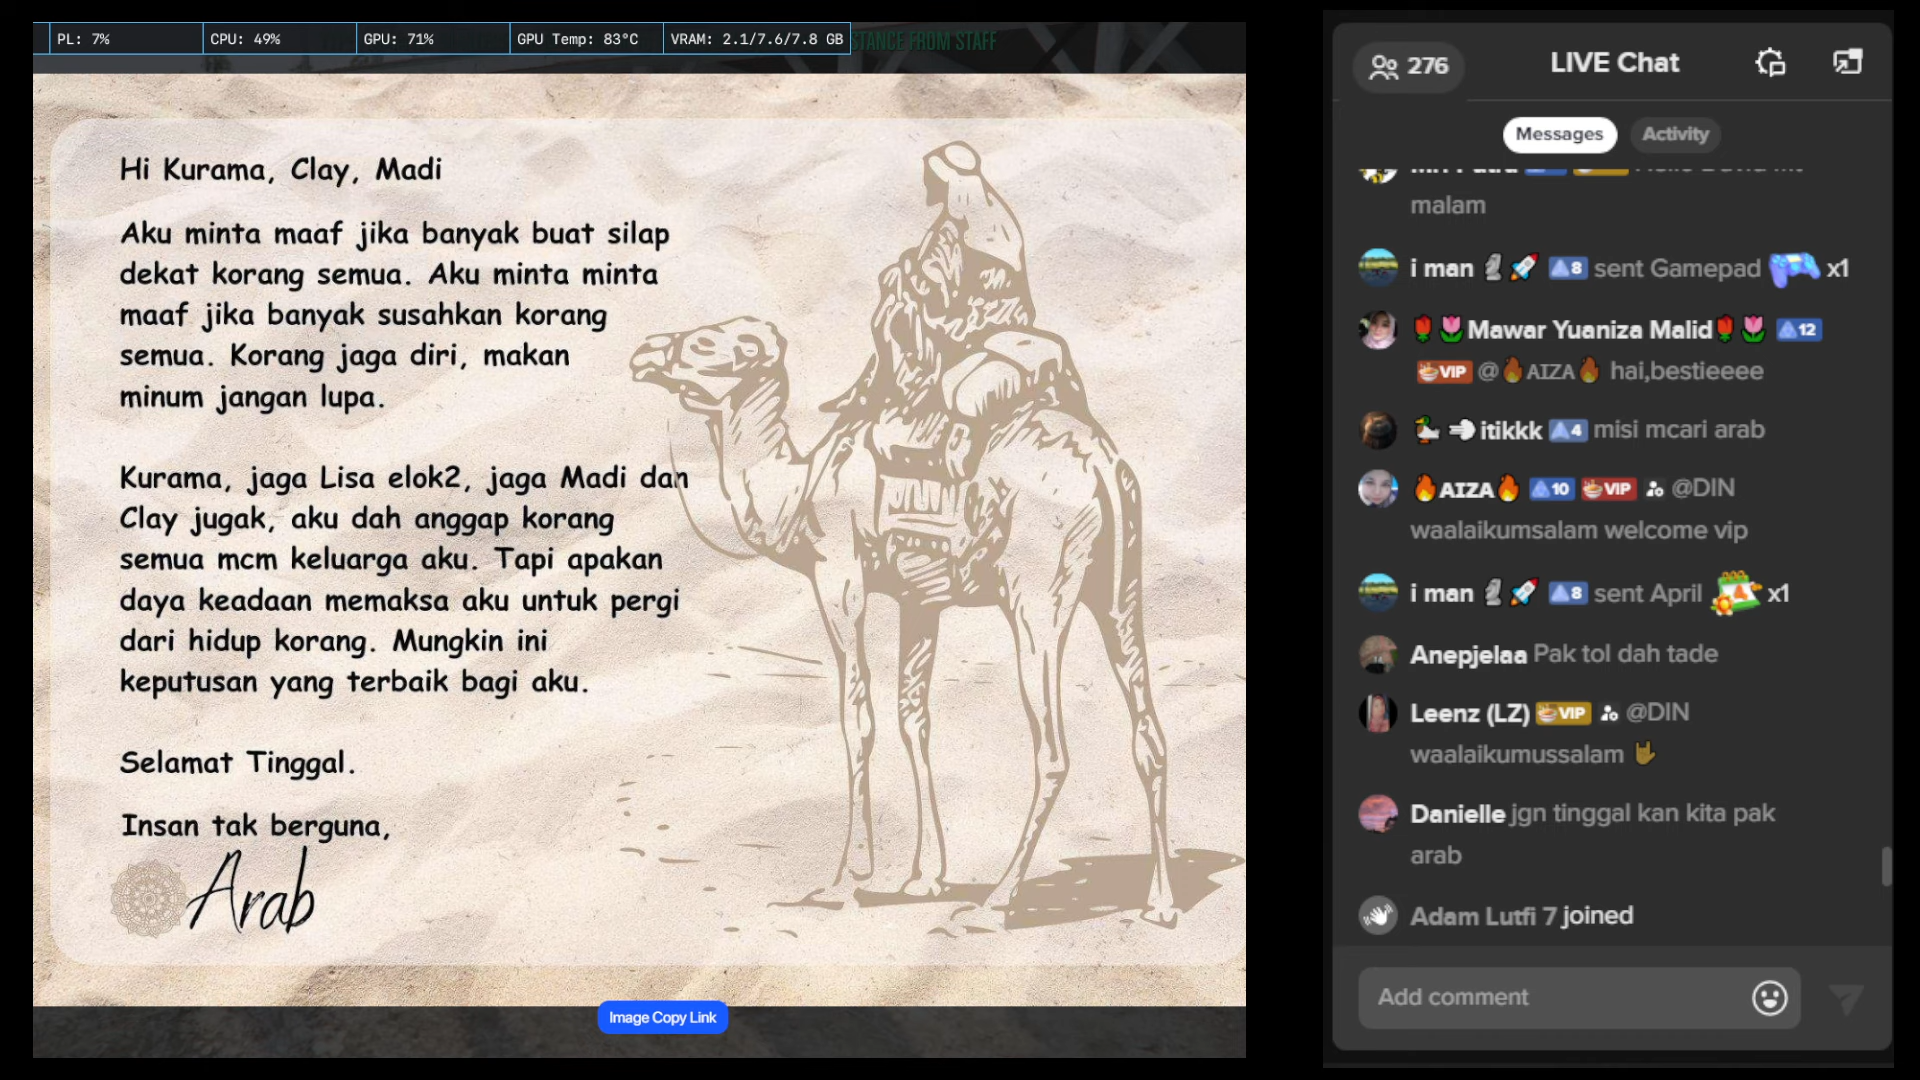 PL: 7%
CPU: 49%
GPU: 71%
GPU Temp: 83°C
VRAM: 2.1/7.6/7.8 GB
FROM STAFF
Hi Kurama, Clay, Madi
Aku minta maaf jika banyak buat silap
dekat korang semua. Aku minta minta
maaf jika banyak susahkan korang
semua. Korang jaga diri, makan
minum jangan lupa.
Kurama, jaga Lisa elok2, jaga Madi dan
Clay jugak, aku dah anggap korang
semua mcm keluarga aku. Tapi apakan
daya keadaan memaksa aku untuk pergi
dari hidup korang. Mungkin ini
keputusan yang terbaik bagi aku.
Selamat Tinggal.
Insan tak berguna,
Arab
Image Copy Link
276
LIVE Chat
Messages
Activity
malam
i man 🗿🚀 8 sent Gamepad x1
🌹🌷Mawar Yuaniza Malid🌹🌷 12
VIP @🔥AIZA🔥 hai,bestieeee
itikkk 4 misi mcari arab
🔥AIZA🔥 10 VIP @DIN
waalaikumsalam welcome vip
i man 🗿🚀 8 sent April x1
Anepjelaa Pak tol dah tade
Leenz (LZ) VIP @DIN
waalaikumussalam 🤟
Danielle jgn tinggal kan kita pak
arab
Adam Lutfi 7 joined
Add comment